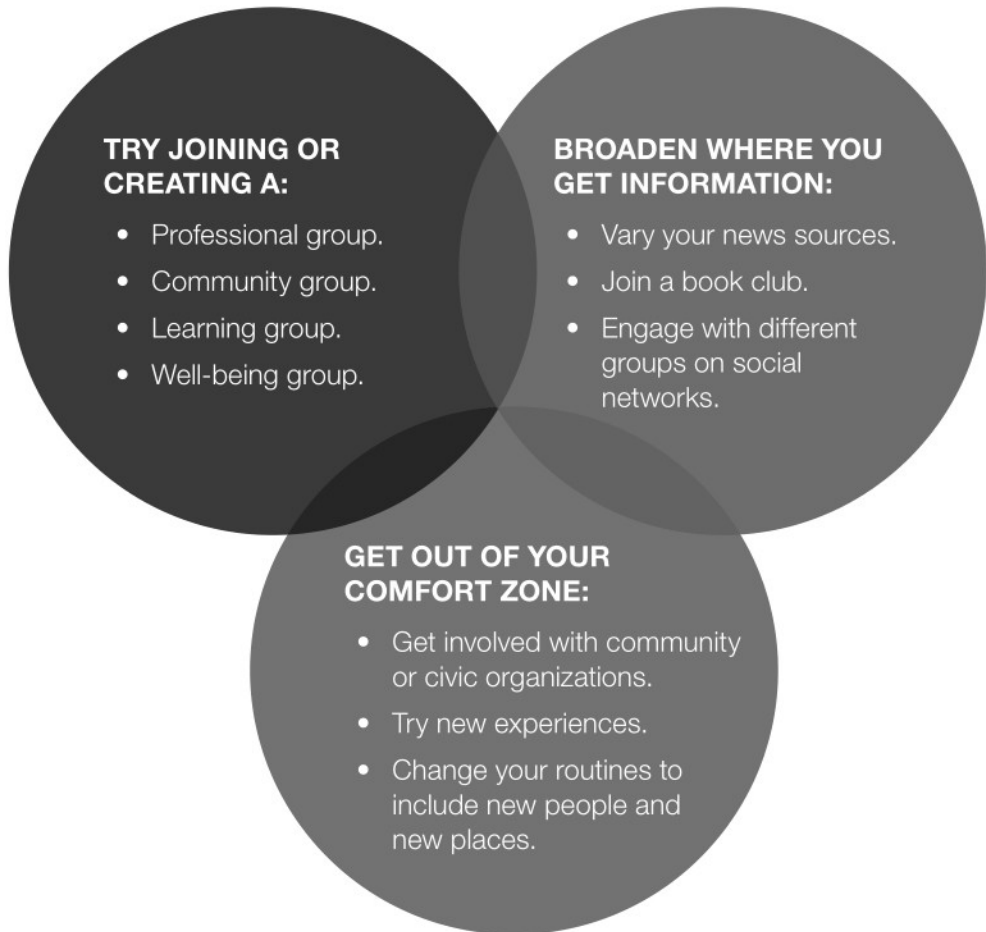 TRY JOINING OR
CREATING A:
• Professional group.
• Community group.
• Learning group.
• Well-being group.
BROADEN WHERE YOU
GET INFORMATION:
• Vary your news sources.
• Join a book club.
• Engage with different
groups on social
networks.
GET OUT OF YOUR
COMFORT ZONE:
• Get involved with community
or civic organizations.
• Try new experiences.
• Change your routines to
include new people and
new places.